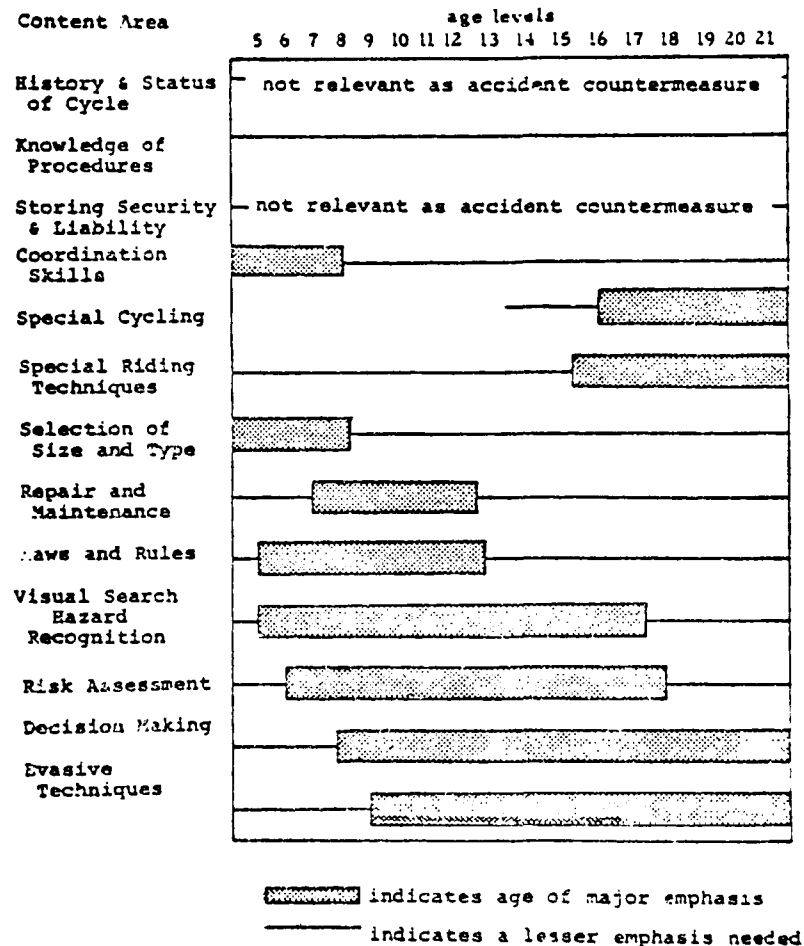 Content Area
age levels
5 6 7 8 9 10 11 12 13 14 15 16 17 18 19 20 21
History & Status
of Cycle
not relevant as accident countermeasure
Knowledge of
Procedures
Storing Security
& Liability
not relevant as accident countermeasure
Coordination
Skills
Special Cycling
Special Riding
Techniques
Selection of
Size and Type
Repair and
Maintenance
Laws and Rules
Visual Search
Hazard
Recognition
Risk Assessment
Decision Making
Evasive
Techniques
indicates age of major emphasis
indicates a lesser emphasis needed